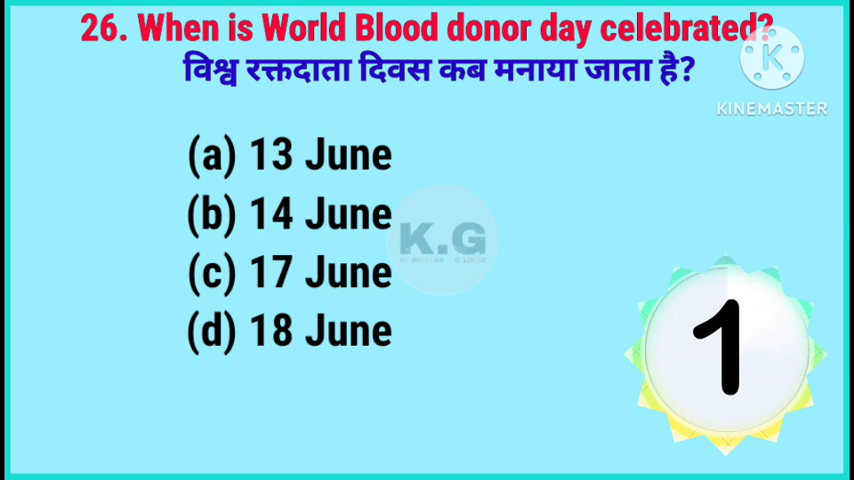 26. When is World Blood donor day celebrated?
विश्व रक्तदाता दिवस कब मनाया जाता है?
K
KINEMASTER
(a) 13 June
(b) 14 June
K.G
(c) 17 June
(d) 18 June
1